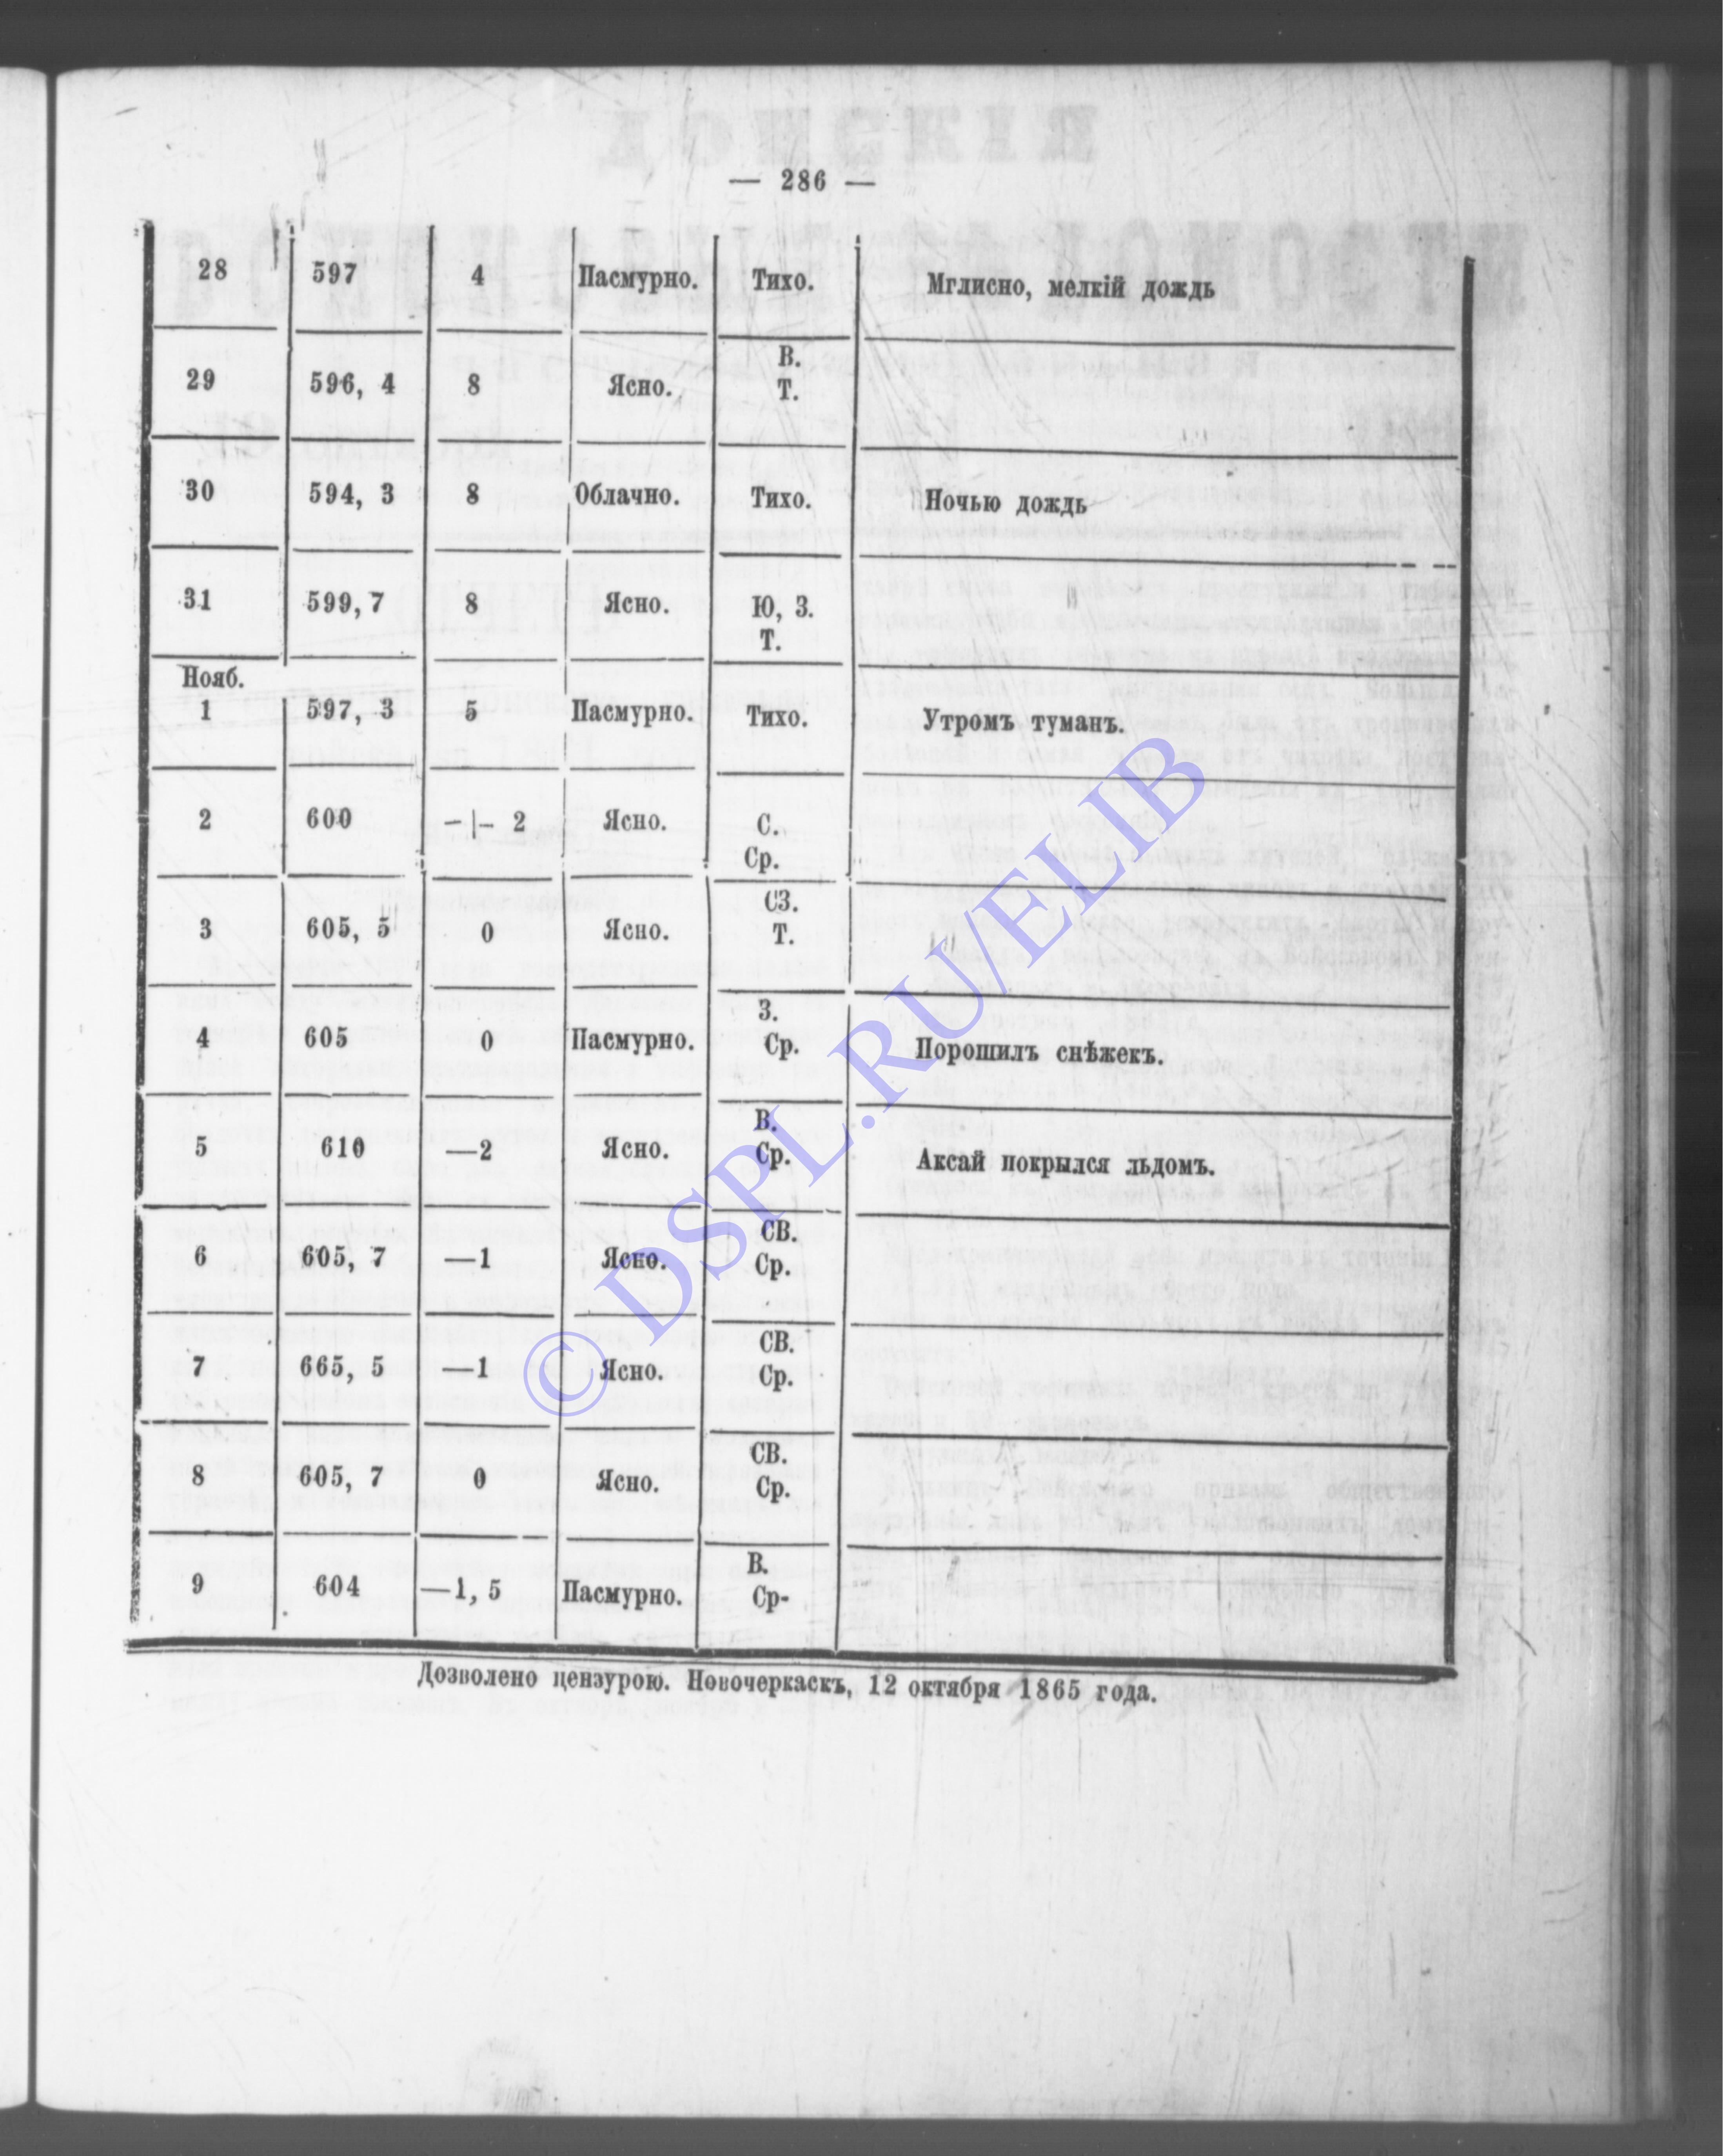 — 286 —
28 597 4 Пасмурно. Тихо. Мглисно, мелкій дождь
29 596, 4 8 Ясно. В. Т.
30 594, 3 8 Облачно. Тихо. Ночью дождь
31 599,7 8 Ясно. Ю, З. Т.
Нояб.
1 597, 3 5 Пасмурно. Тихо. Утромъ туманъ.
2 600 -|- 2 Ясно. С. Ср.
3 605, 5 0 Ясно. СЗ. Т.
4 605 0 Пасмурно. З. Ср. Порошилъ снѣжекъ.
5 610 —2 Ясно. В. Ср. Аксай покрылся льдомъ.
6 605, 7 —1 Ясно. СВ. Ср.
7 665, 5 —1 Ясно. СВ. Ср.
8 605, 7 0 Ясно. СВ. Ср.
9 604 —1, 5 Пасмурно. В. Ср-
Дозволено цензурою. Новочеркаскъ, 12 октября 1865 года.
© DSPL.RU/ELIB